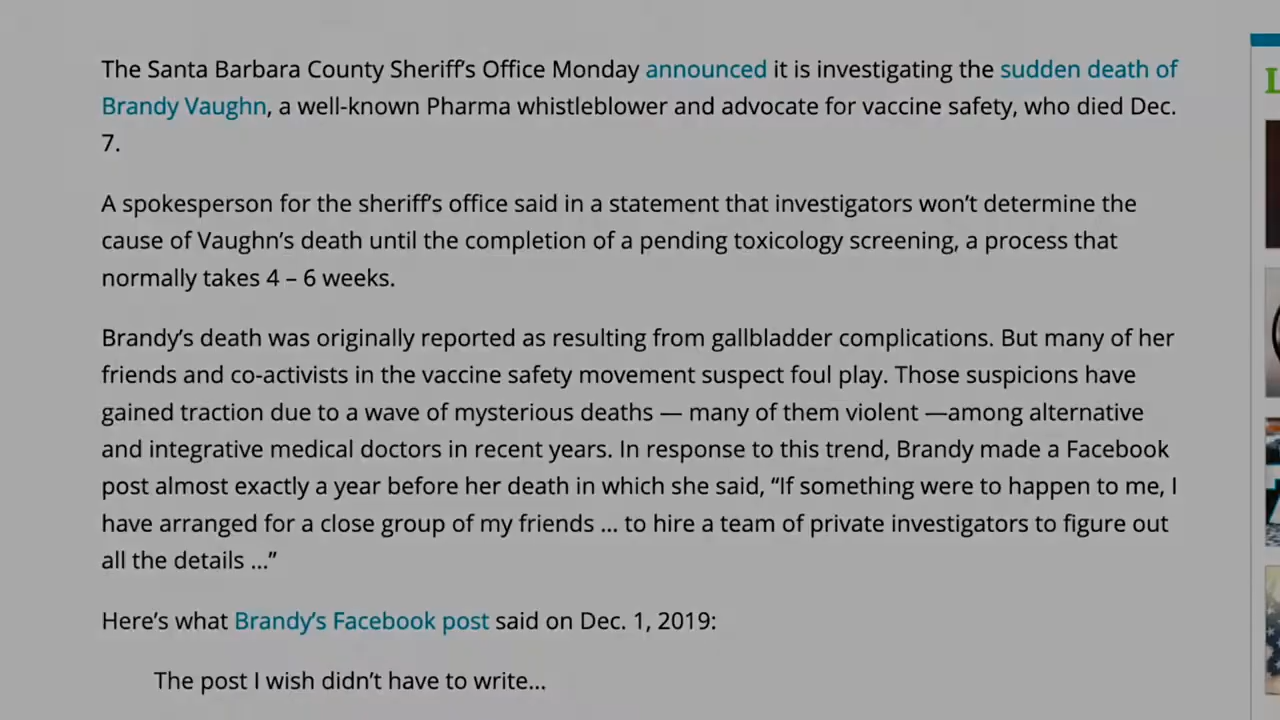 The Santa Barbara County Sheriff's Office Monday announced it is investigating the sudden death of
Brandy Vaughn, a well-known Pharma whistleblower and advocate for vaccine safety, who died Dec.
7.
A spokesperson for the sheriff's office said in a statement that investigators won't determine the
cause of Vaughn's death until the completion of a pending toxicology screening, a process that
normally takes 4 – 6 weeks.
Brandy's death was originally reported as resulting from gallbladder complications. But many of her
friends and co-activists in the vaccine safety movement suspect foul play. Those suspicions have
gained traction due to a wave of mysterious deaths — many of them violent —among alternative
and integrative medical doctors in recent years. In response to this trend, Brandy made a Facebook
post almost exactly a year before her death in which she said, “If something were to happen to me, I
have arranged for a close group of my friends ... to hire a team of private investigators to figure out
all the details ...”
Here's what Brandy's Facebook post said on Dec. 1, 2019:
The post I wish didn't have to write...